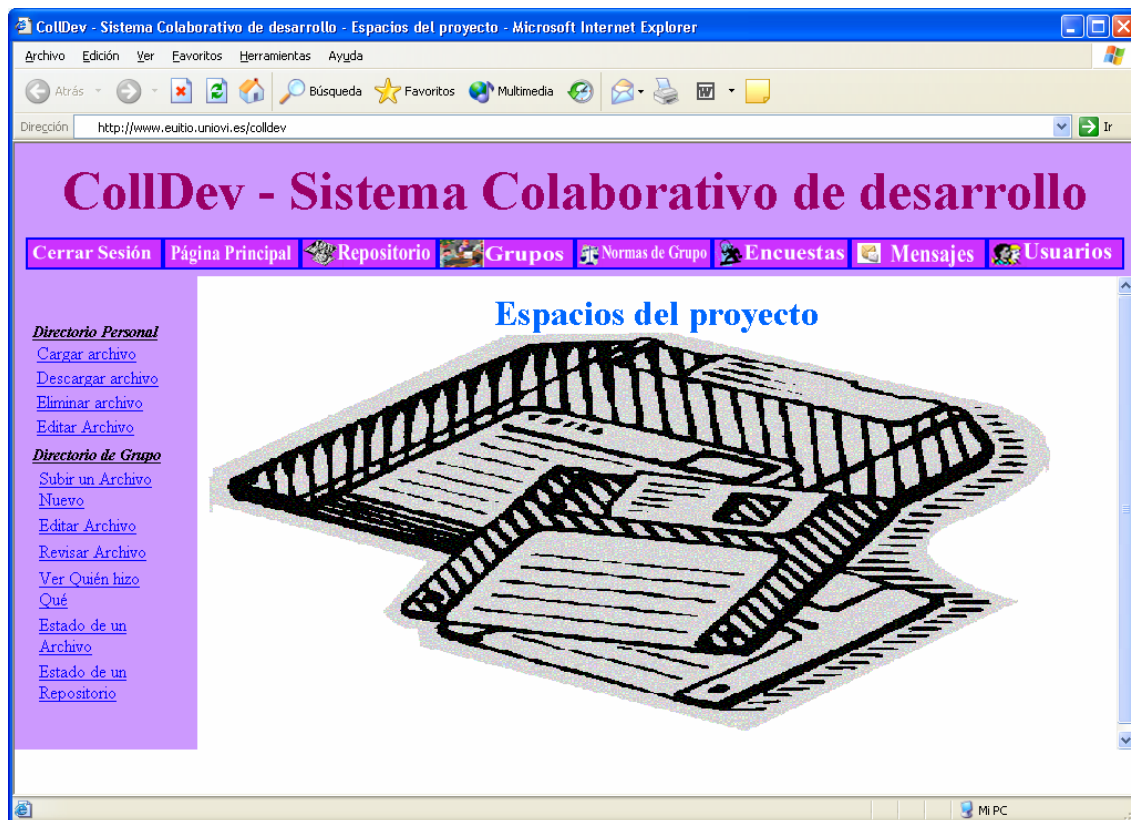 CollDev - Sistema Colaborativo de desarrollo - Espacios del proyecto - Microsoft Internet Explorer
Archivo Edición Ver Favoritos Herramientas Ayuda
Atrás Búsqueda Favoritos Multimedia
Dirección http://www.euitio.uniovi.es/colldev Ir
CollDev - Sistema Colaborativo de desarrollo
Cerrar Sesión Página Principal Repositorio Grupos Normas de Grupo Encuestas Mensajes Usuarios
Directorio Personal
Cargar archivo
Descargar archivo
Eliminar archivo
Editar Archivo
Directorio de Grupo
Subir un Archivo
Nuevo
Editar Archivo
Revisar Archivo
Ver Quién hizo
Qué
Estado de un
Archivo
Estado de un
Repositorio
Espacios del proyecto
Mi PC